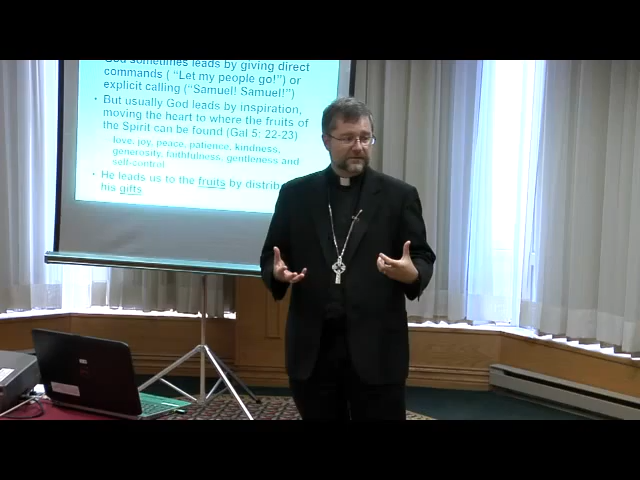 God sometimes leads by giving direct
commands ( "Let my people go!") or
explicit calling ("Samuel! Samuel!")
• But usually God leads by inspiration,
moving the heart to where the fruits of
the Spirit can be found (Gal 5: 22-23)
love, joy, peace, patience, kindness,
generosity, faithfulness, gentleness and
self-control
• He leads us to the fruits by distrib
his gifts